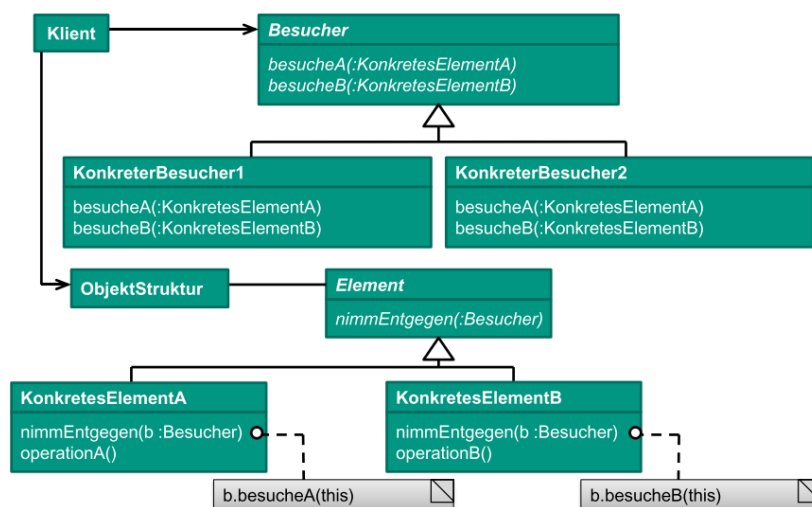 Klient
Besucher
besucheA(:KonkretesElementA)
besucheB(:KonkretesElementB)
KonkreterBesucher1
besucheA(:KonkretesElementA)
besucheB(:KonkretesElementB)
KonkreterBesucher2
besucheA(:KonkretesElementA)
besucheB(:KonkretesElementB)
ObjektStruktur
Element
nimmEntgegen(:Besucher)
KonkretesElementA
nimmEntgegen(b :Besucher)
operationA()
KonkretesElementB
nimmEntgegen(b :Besucher)
operationB()
b.besucheA(this)
b.besucheB(this)